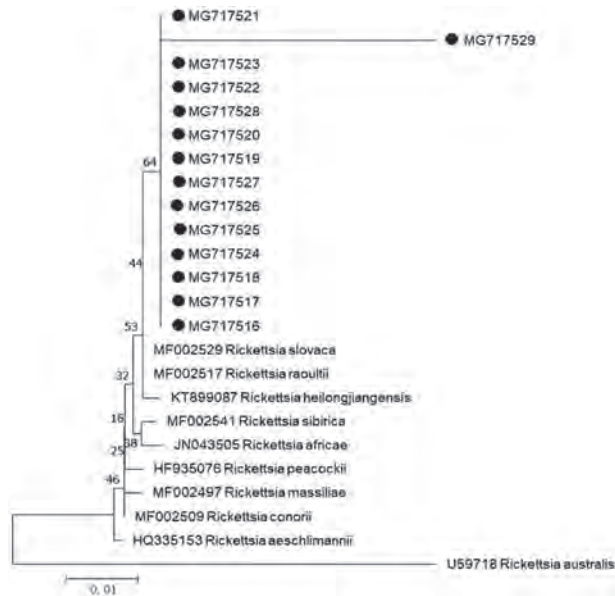 MG717521
MG717529
MG717523
MG717522
MG717528
MG717520
MG717519
64
MG717527
MG717526
MG717525
MG717524
44
MG717518
MG717517
MG717516
53
MF002529 Rickettsia slovaca
MF002517 Rickettsia raoultii
32
KT899087 Rickettsia heilongjiangensis
16
MF002541 Rickettsia sibirica
38
JN043505 Rickettsia africae
25
HF935076 Rickettsia peacockii
46
MF002497 Rickettsia massiliae
MF002509 Rickettsia conorii
HQ335153 Rickettsia aeschlimannii
U59718 Rickettsia australis
0.01